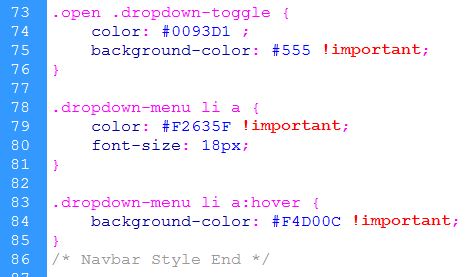 73 .open .dropdown-toggle {
74     color: #0093D1 ;
75     background-color: #555 !important;
76 }
77
78 .dropdown-menu li a {
79     color: #F2635F !important;
80     font-size: 18px;
81 }
82
83 .dropdown-menu li a:hover {
84     background-color: #F4D00C !important;
85 }
86 /* Navbar Style End */
87